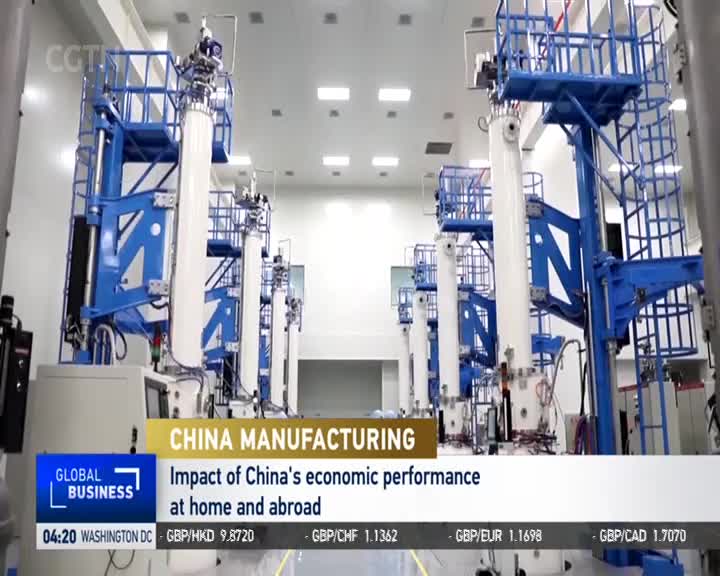 CGTN
CHINA MANUFACTURING
Impact of China's economic performance
at home and abroad
GLOBAL
BUSINESS
04:20 WASHINGTON DC
- GBP/HKD 9.8720 - GBP/CHF 1.1362 - GBP/EUR 1.1698 - GBP/CAD 1.7070